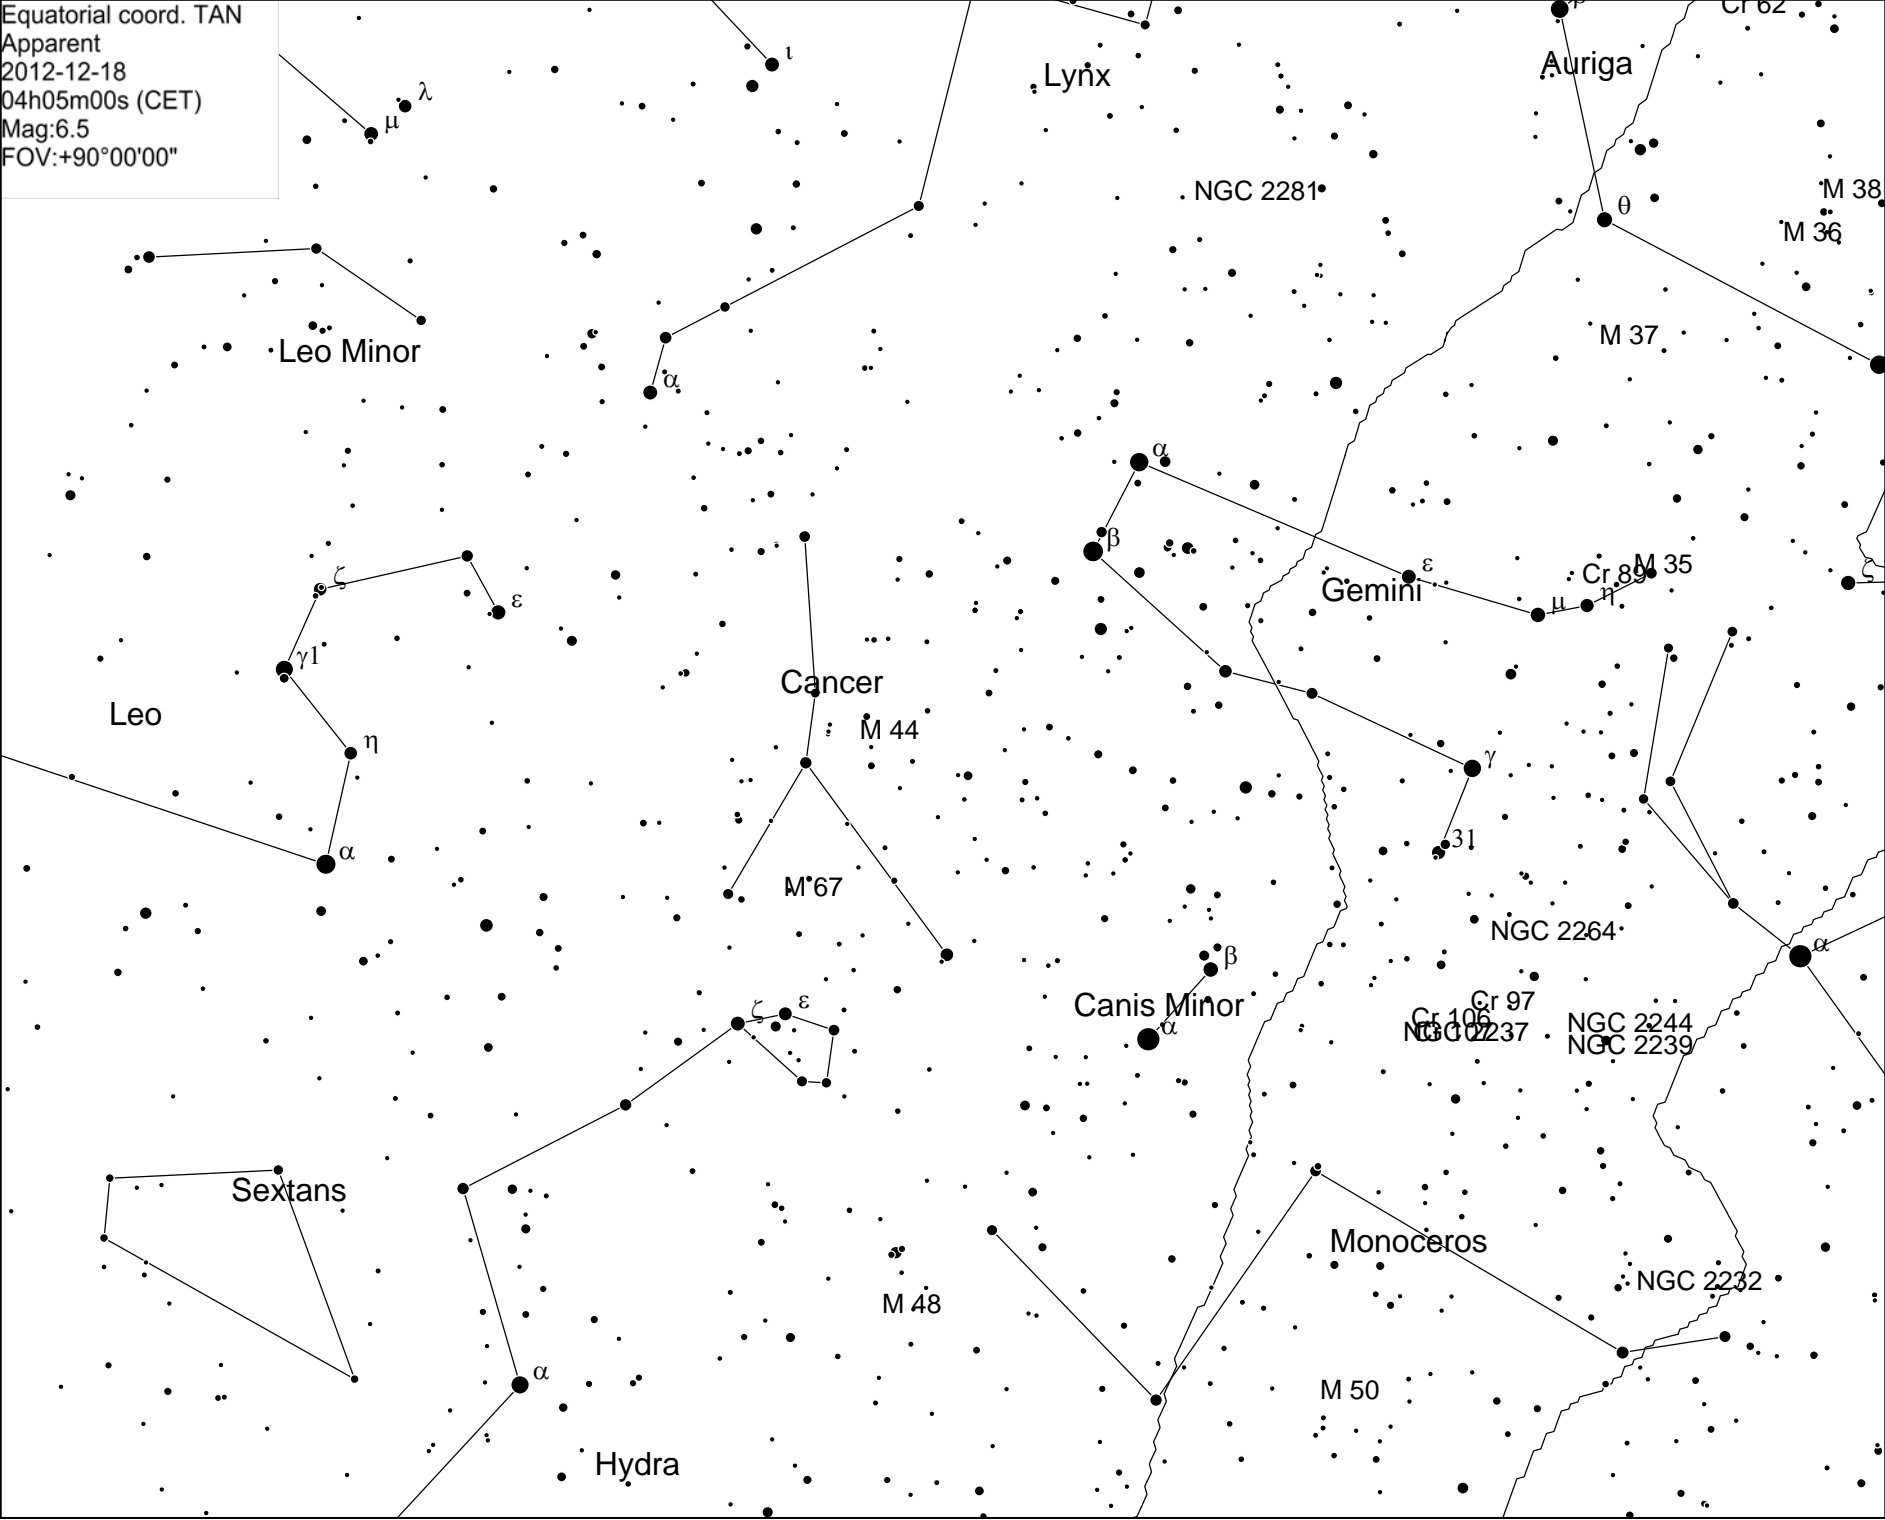 Equatorial coord. TAN
Apparent
2012-12-18
04h05m00s (CET)
Mag:6.5
FOV:+90°00'00"
Cr 62
ι
Lynx
Auriga
λ
μ
NGC 2281
M 38
θ
M 36
M 37
Leo Minor
α
α
β
ε
M 35
Cr 89
ζ
Gemini
η
μ
ζ
ε
γ1
Cancer
Leo
M 44
η
γ
31
α
M 67
NGC 2264
α
β
ζ
ε
Canis Minor
α
Cr 97
Cr 106
NGC 2237
NGC 2244
NGC 2239
Sextans
Monoceros
NGC 2232
M 48
α
M 50
Hydra